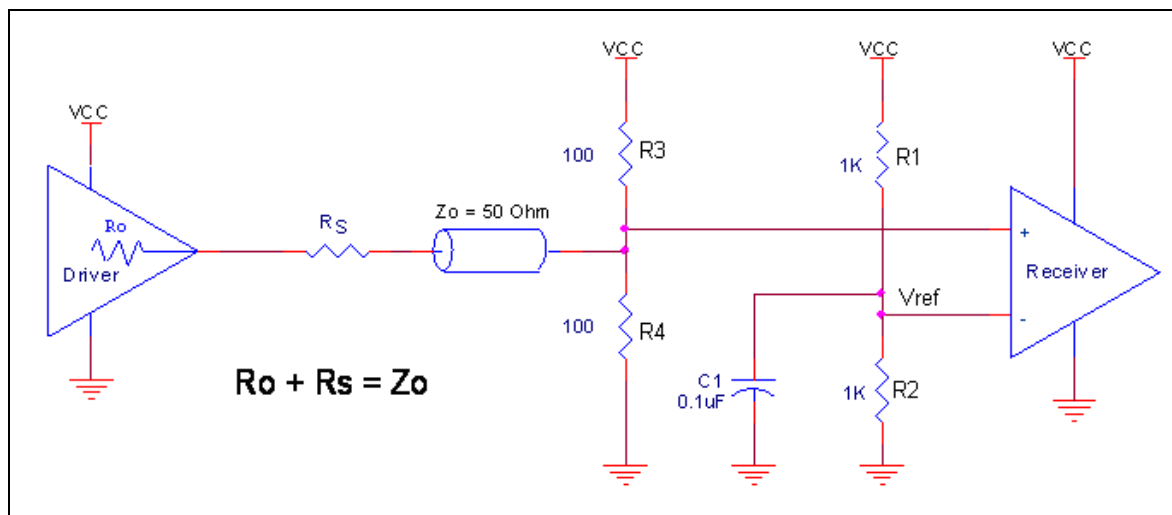 VCC
VCC
VCC
VCC
100
R3
1K
R1
Ro
Driver
RS
Zo = 50 Ohm
+
Receiver
Vref
-
100
R4
Ro + Rs = Zo
C1
0.1uF
1K
R2